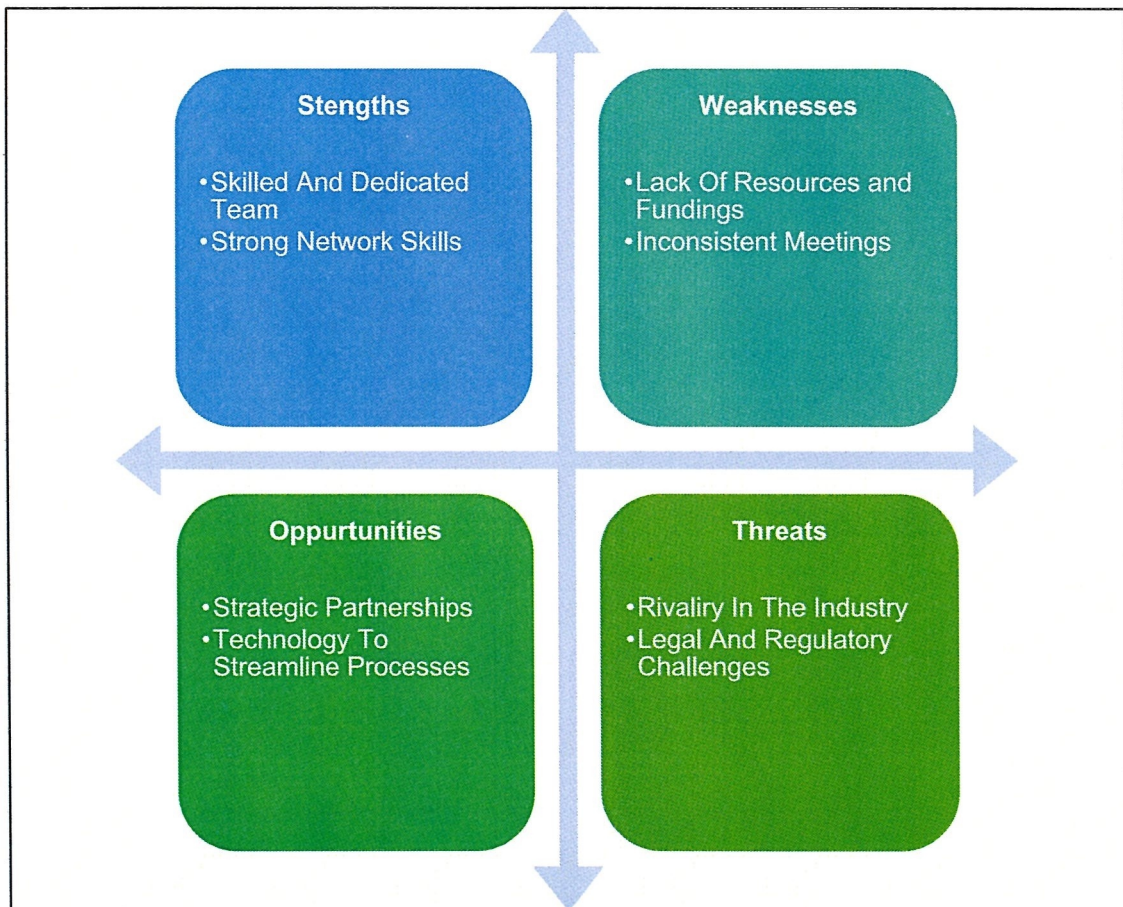 Stengths
•Skilled And Dedicated
Team
•Strong Network Skills
Weaknesses
•Lack Of Resources and
Fundings
•Inconsistent Meetings
Oppurtunities
•Strategic Partnerships
•Technology To
Streamline Processes
Threats
•Rivaliry In The Industry
•Legal And Regulatory
Challenges